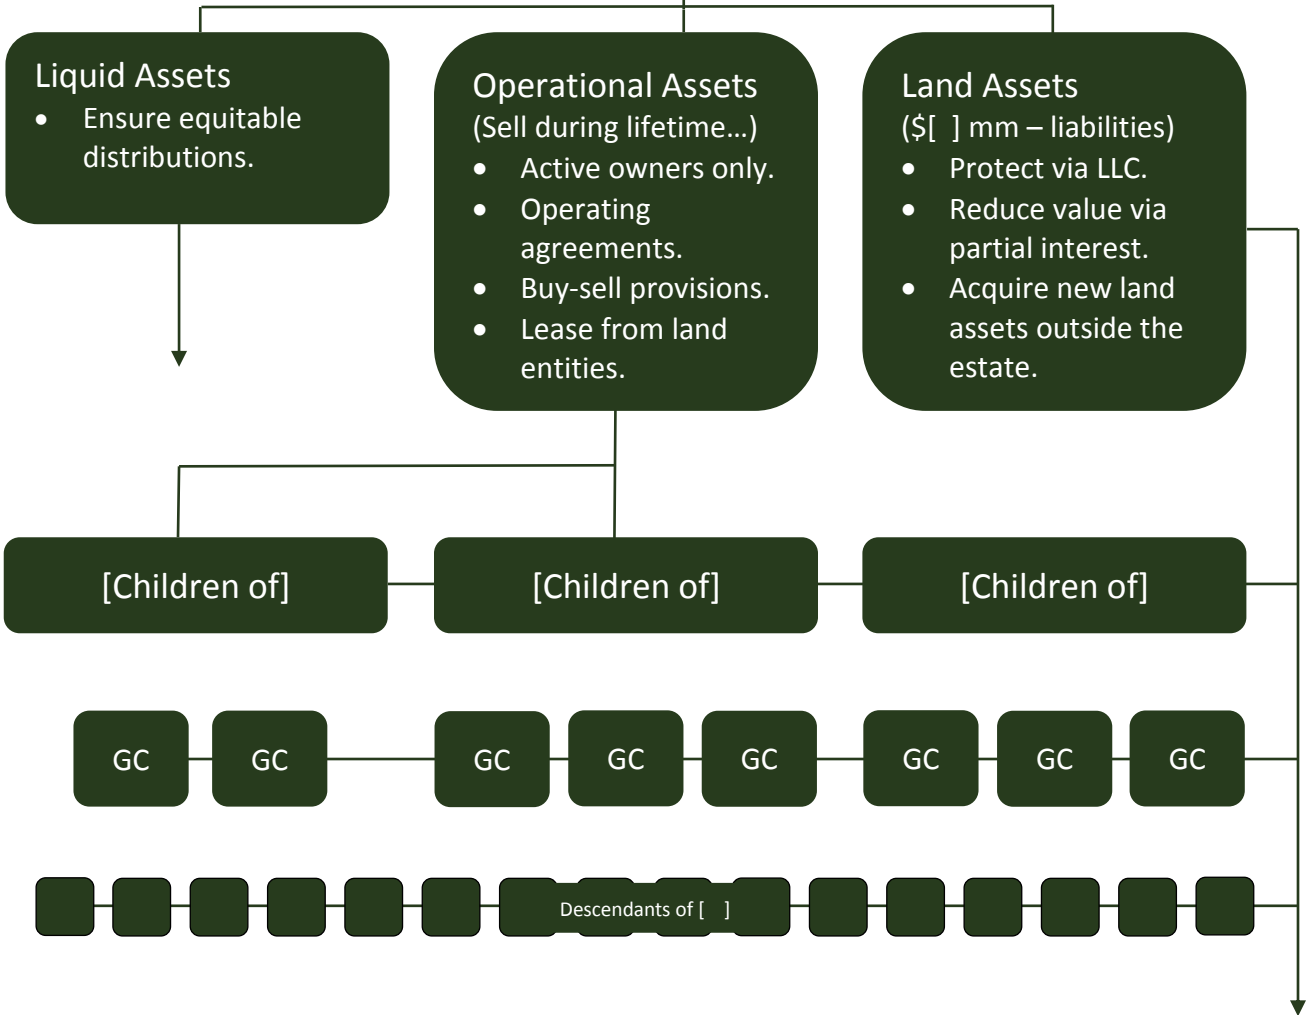 Liquid Assets
• Ensure equitable
distributions.
Operational Assets
(Sell during lifetime…)
• Active owners only.
• Operating
agreements.
• Buy-sell provisions.
• Lease from land
entities.
Land Assets
($[  ] mm – liabilities)
• Protect via LLC.
• Reduce value via
partial interest.
• Acquire new land
assets outside the
estate.
[Children of]
[Children of]
[Children of]
GC
GC
GC
GC
GC
GC
GC
GC
Descendants of [   ]